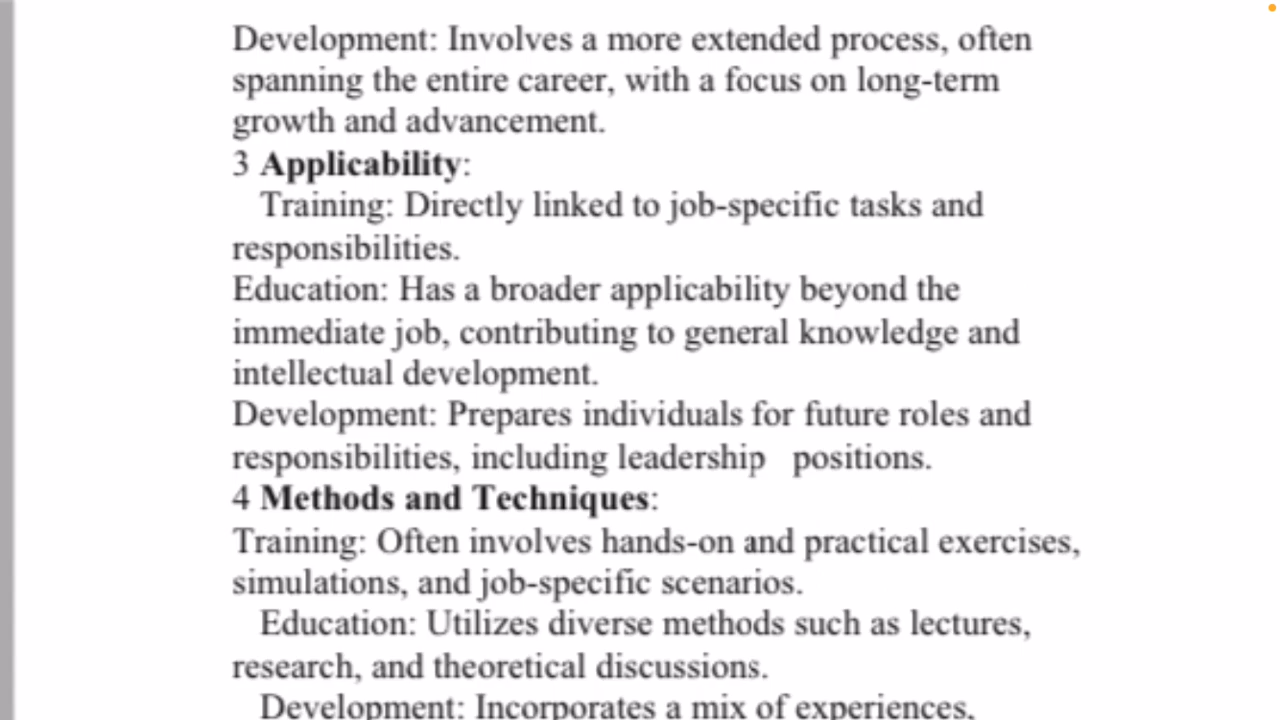 Development: Involves a more extended process, often
spanning the entire career, with a focus on long-term
growth and advancement.
3 Applicability:
Training: Directly linked to job-specific tasks and
responsibilities.
Education: Has a broader applicability beyond the
immediate job, contributing to general knowledge and
intellectual development.
Development: Prepares individuals for future roles and
responsibilities, including leadership positions.
4 Methods and Techniques:
Training: Often involves hands-on and practical exercises,
simulations, and job-specific scenarios.
Education: Utilizes diverse methods such as lectures,
research, and theoretical discussions.
Development: Incorporates a mix of experiences,